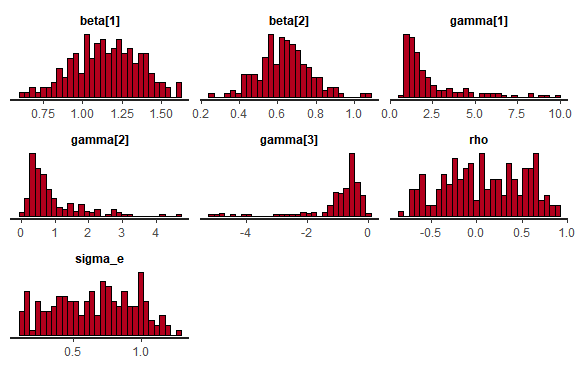 beta[1] beta[2] gamma[1]
0.75 1.00 1.25 1.50 0.2 0.4 0.6 0.8 1.0 0.0 2.5 5.0 7.5 10.0
gamma[2] gamma[3] rho
0 1 2 3 4 -4 -2 0 -0.5 0.0 0.5 1.0
sigma_e
0.5 1.0